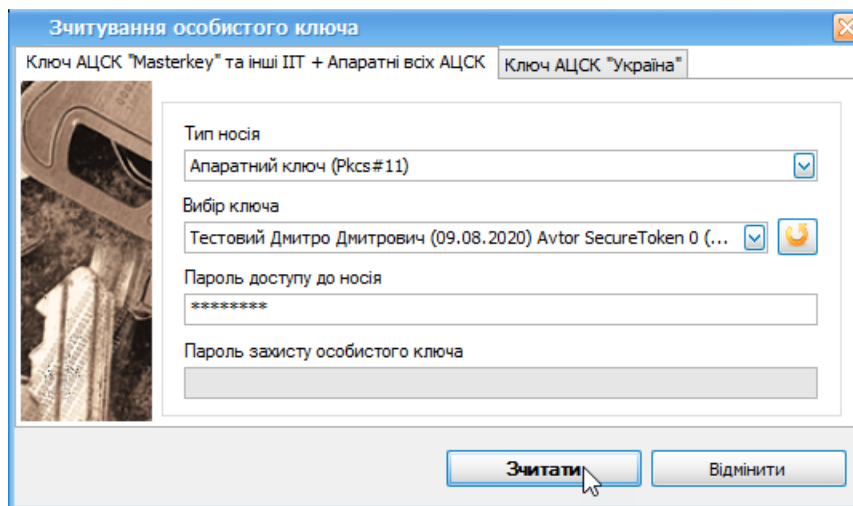 Зчитування особистого ключа
Ключ АЦСК "Masterkey" та інші ІІТ + Апаратні всіх АЦСК
Ключ АЦСК "Україна"
Тип носія
Апаратний ключ (Pkcs#11)
Вибір ключа
Тестовий Дмитро Дмитрович (09.08.2020) Avtor SecureToken 0 (...
Пароль доступу до носія
********
Пароль захисту особистого ключа
Зчитати
Відмінити